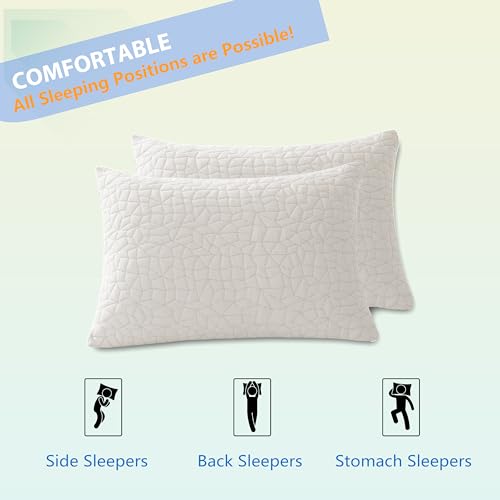 COMFORTABLE
All Sleeping Positions are Possible!
Side Sleepers
Back Sleepers
Stomach Sleepers